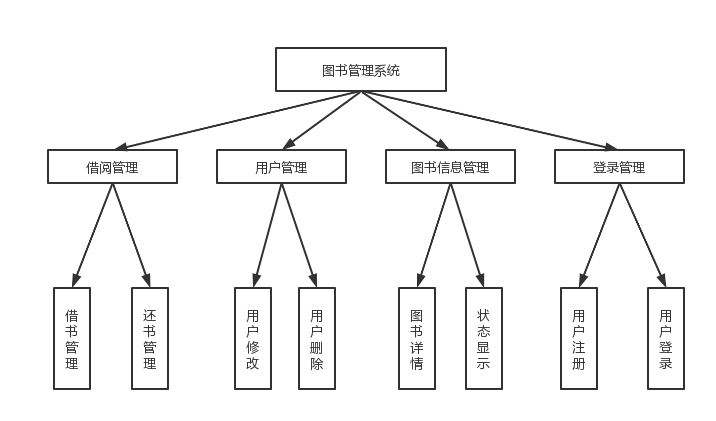 图书管理系统
借阅管理
用户管理
图书信息管理
登录管理
借书管理
还书管理
用户修改
用户删除
图书详情
状态显示
用户注册
用户登录